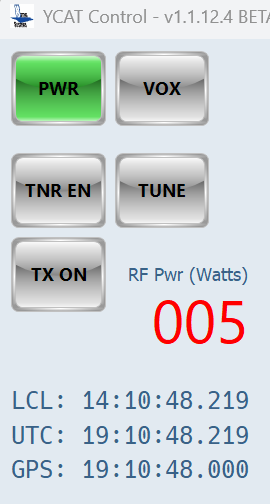 YCAT Control - v1.1.12.4 BETA
PWR VOX
TNR EN TUNE
TX ON RF Pwr (Watts)
005
LCL: 14:10:48.219
UTC: 19:10:48.219
GPS: 19:10:48.000